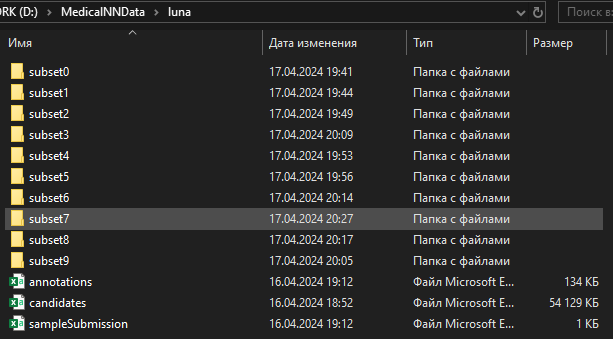 ORK (D:) > MedicalNNData > luna Поиск в:
Имя Дата изменения Тип Размер
subset0 17.04.2024 19:41 Папка с файлами
subset1 17.04.2024 19:44 Папка с файлами
subset2 17.04.2024 19:49 Папка с файлами
subset3 17.04.2024 20:09 Папка с файлами
subset4 17.04.2024 19:53 Папка с файлами
subset5 17.04.2024 19:56 Папка с файлами
subset6 17.04.2024 20:14 Папка с файлами
subset7 17.04.2024 20:27 Папка с файлами
subset8 17.04.2024 20:17 Папка с файлами
subset9 17.04.2024 20:05 Папка с файлами
annotations 16.04.2024 19:12 Файл Microsoft E... 134 КБ
candidates 16.04.2024 18:52 Файл Microsoft E... 54 129 КБ
sampleSubmission 16.04.2024 19:12 Файл Microsoft E... 1 КБ